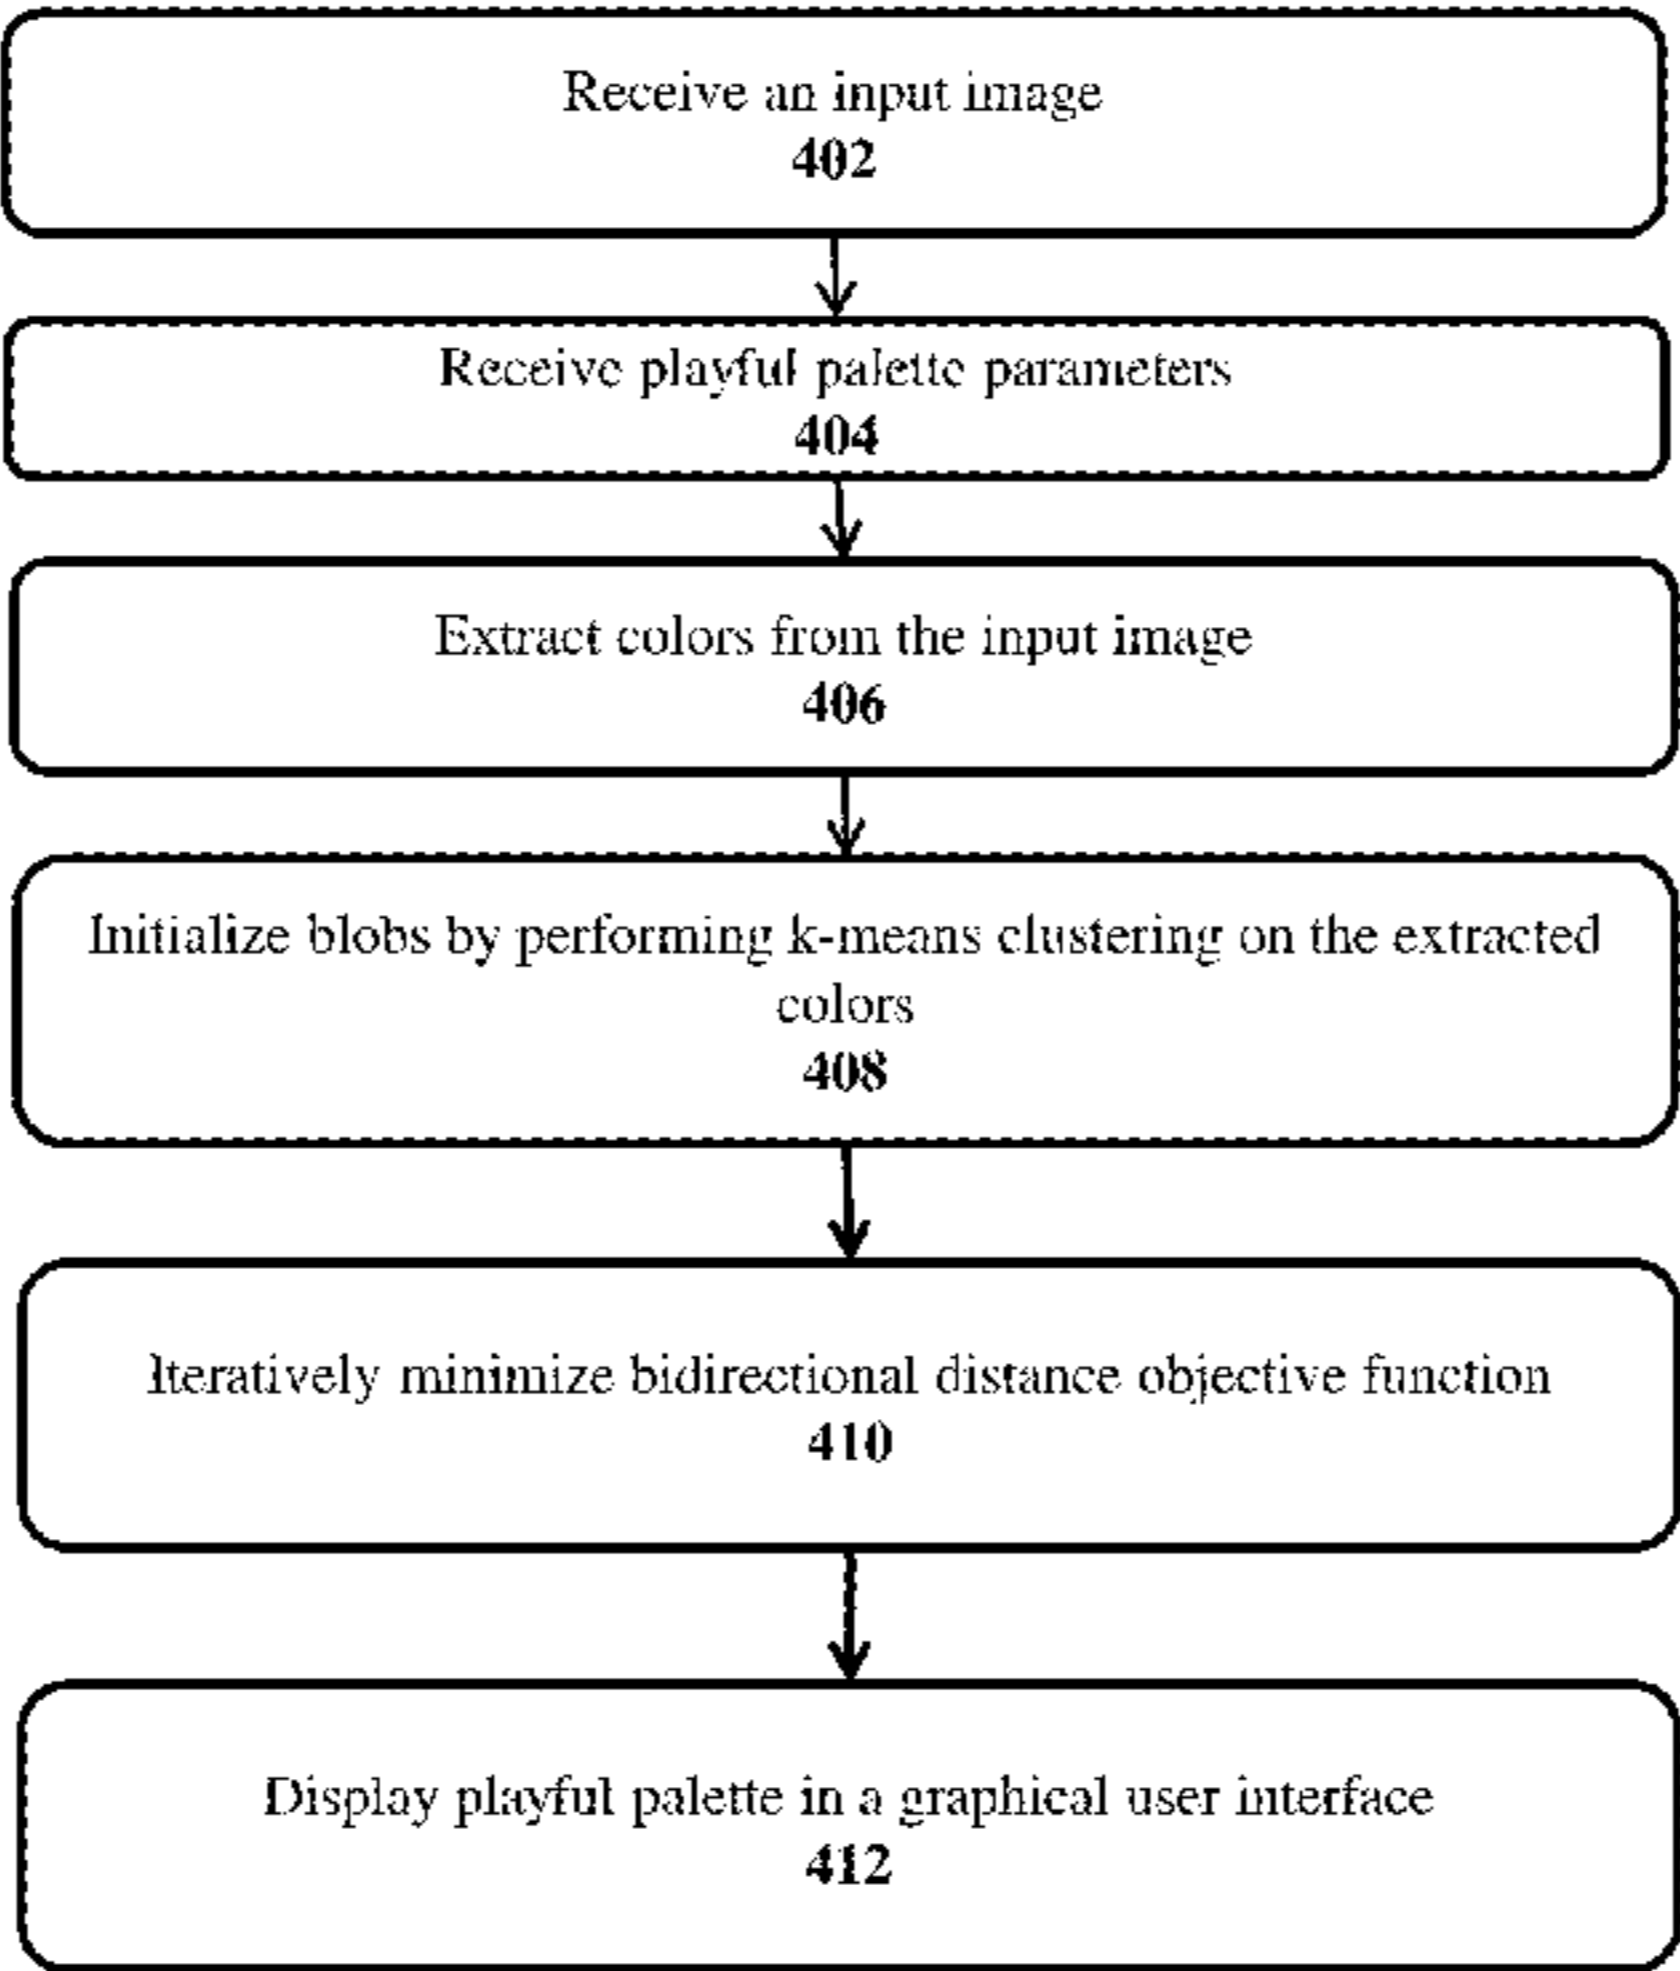 Receive an input image
402
Receive playful palette parameters
404
Extract colors from the input image
406
Initialize blobs by performing k-means clustering on the extracted
colors
408
Iteratively minimize bidirectional distance objective function
410
Display playful palette in a graphical user interface
412